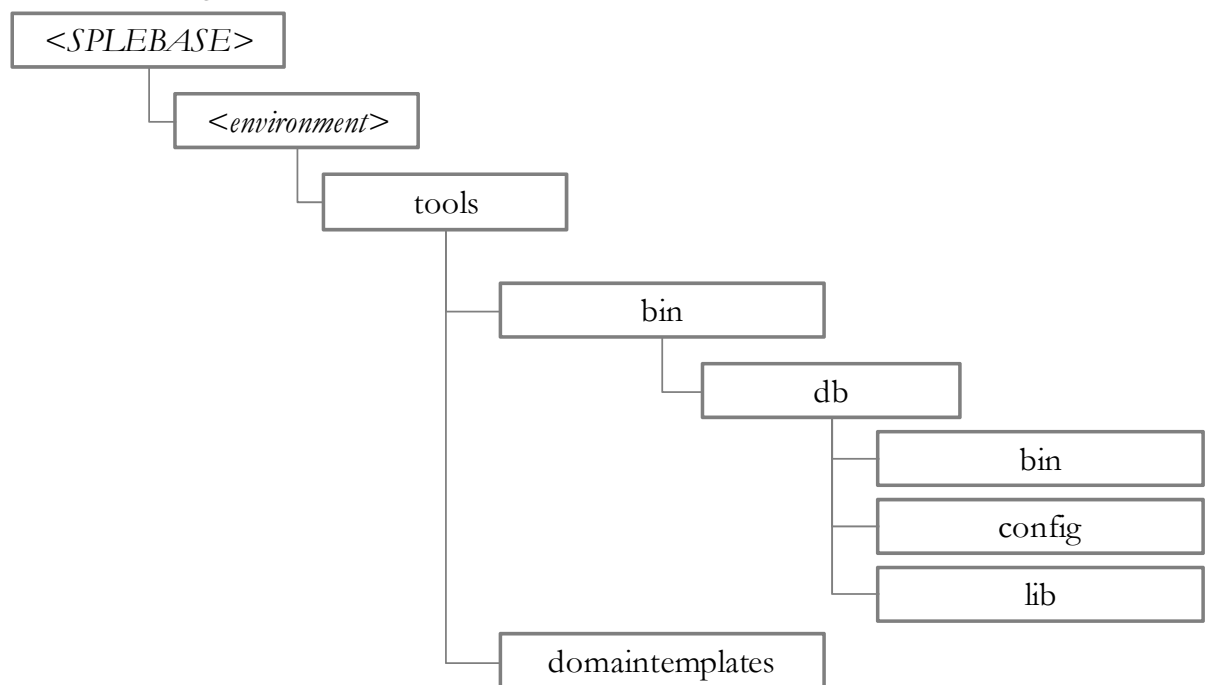 <SPLEBASE>
<environment>
tools
bin
db
bin
config
lib
domaintemplates